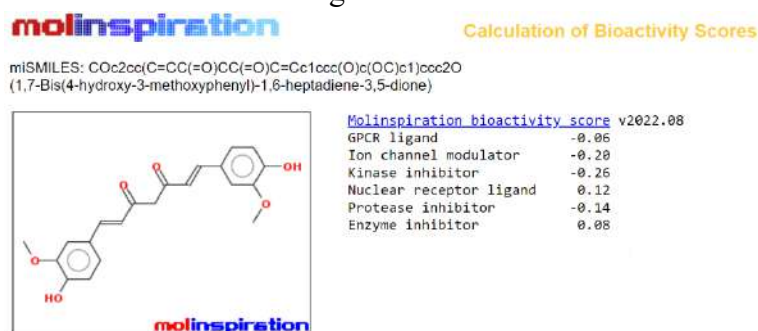 molinspiration
Calculation of Bioactivity Scores
miSMILES: COc2cc(C=CC(=O)CC(=O)C=Cc1ccc(O)c(OC)c1)ccc2O
(1,7-Bis(4-hydroxy-3-methoxyphenyl)-1,6-heptadiene-3,5-dione)
Molinspiration bioactivity score v2022.08
GPCR ligand -0.06
Ion channel modulator -0.20
Kinase inhibitor -0.26
Nuclear receptor ligand 0.12
Protease inhibitor -0.14
Enzyme inhibitor 0.08
OH
O
O
O
O
HO
molinspiration